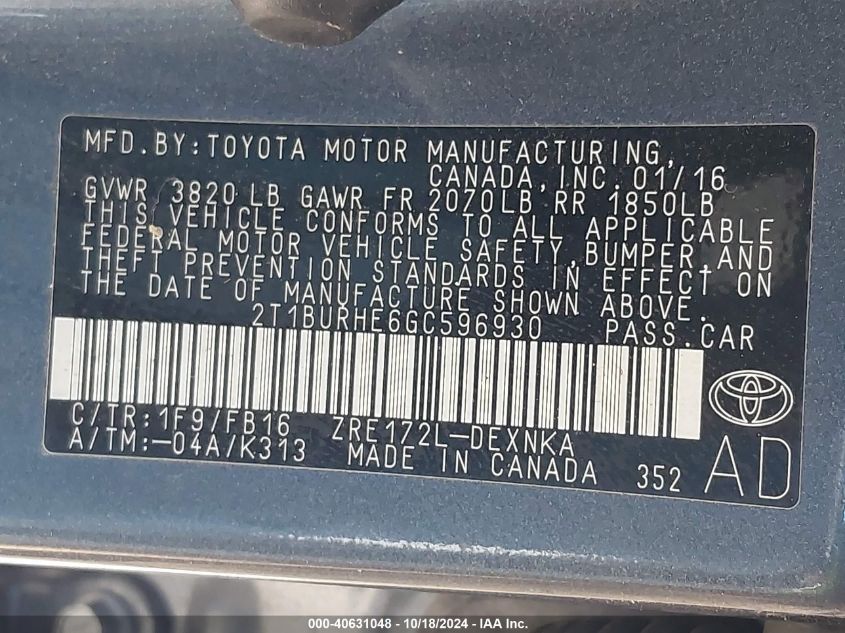 MFD.BY:TOYOTA MOTOR MANUFACTURING,
CANADA,INC.01/16
GVWR 3820 LB GAWR FR 2070LB RR 1850LB
THIS VEHICLE CONFORMS TO ALL APPLICABLE
FEDERAL MOTOR VEHICLE SAFETY,BUMPER,AND
THEFT PREVENTION STANDARDS IN EFFECT ON
THE DATE OF MANUFACTURE SHOWN ABOVE.
2T1BURHE6GC596930 PASS.CAR
C/TR:1F9/FB16 ZRE172L-DEXNKA
A/TM:-04A/K313 MADE IN CANADA 352 AD
000-40631048 - 10/18/2024 - IAA Inc.